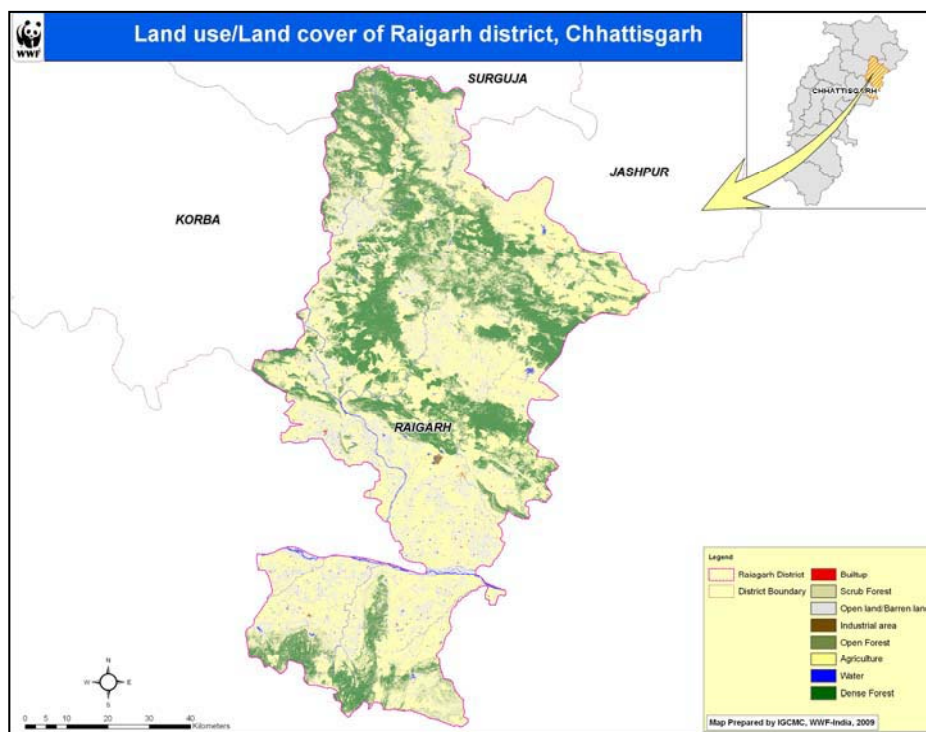 WWF
Land use/Land cover of Raigarh district, Chhattisgarh
SURGUJA
CHHATTISGARH
JASHPUR
KORBA
RAIGARH
Legend
Raiagarh District
District Boundary
Builtup
Scrub Forest
Open land/Barren land
Industrial area
Open Forest
Agriculture
Water
Dense Forest
N
W E
S
0 5 10 20 30 40
Kilometers
Map Prepared by IGCMC, WWF-India, 2009